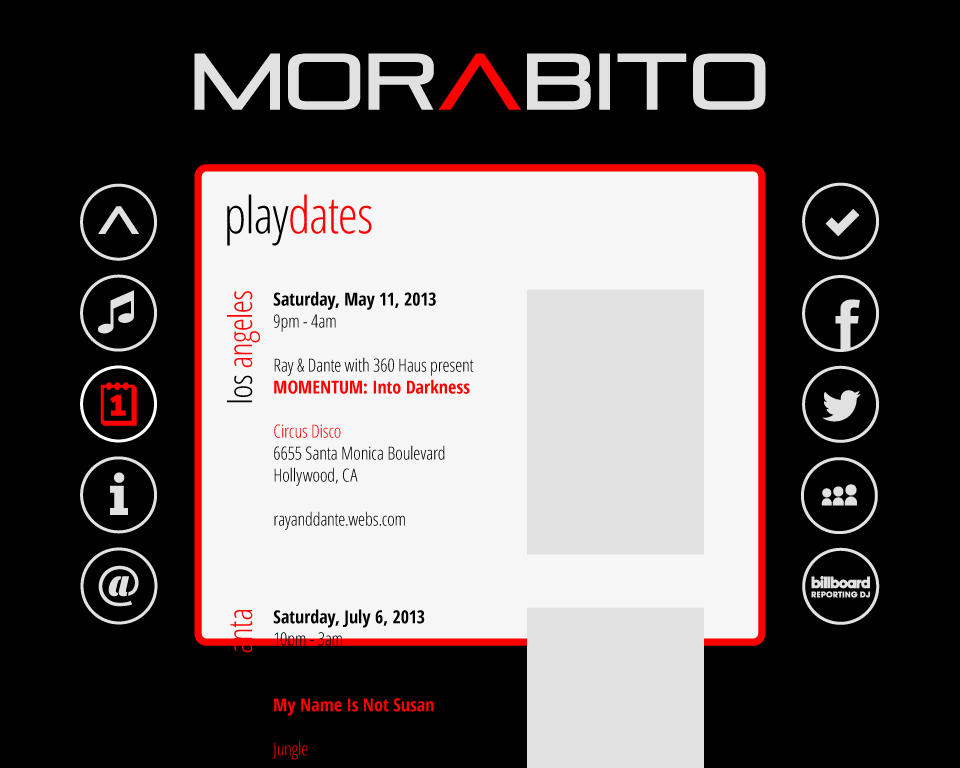 MORABITO
playdates
los angeles
Saturday, May 11, 2013
9pm - 4am
Ray & Dante with 360 Haus present
MOMENTUM: Into Darkness
Circus Disco
6655 Santa Monica Boulevard
Hollywood, CA
rayanddante.webs.com
anta
Saturday, July 6, 2013
10pm - 3am
My Name Is Not Susan
Jungle
1
i
@
f
billboard
REPORTING DJ